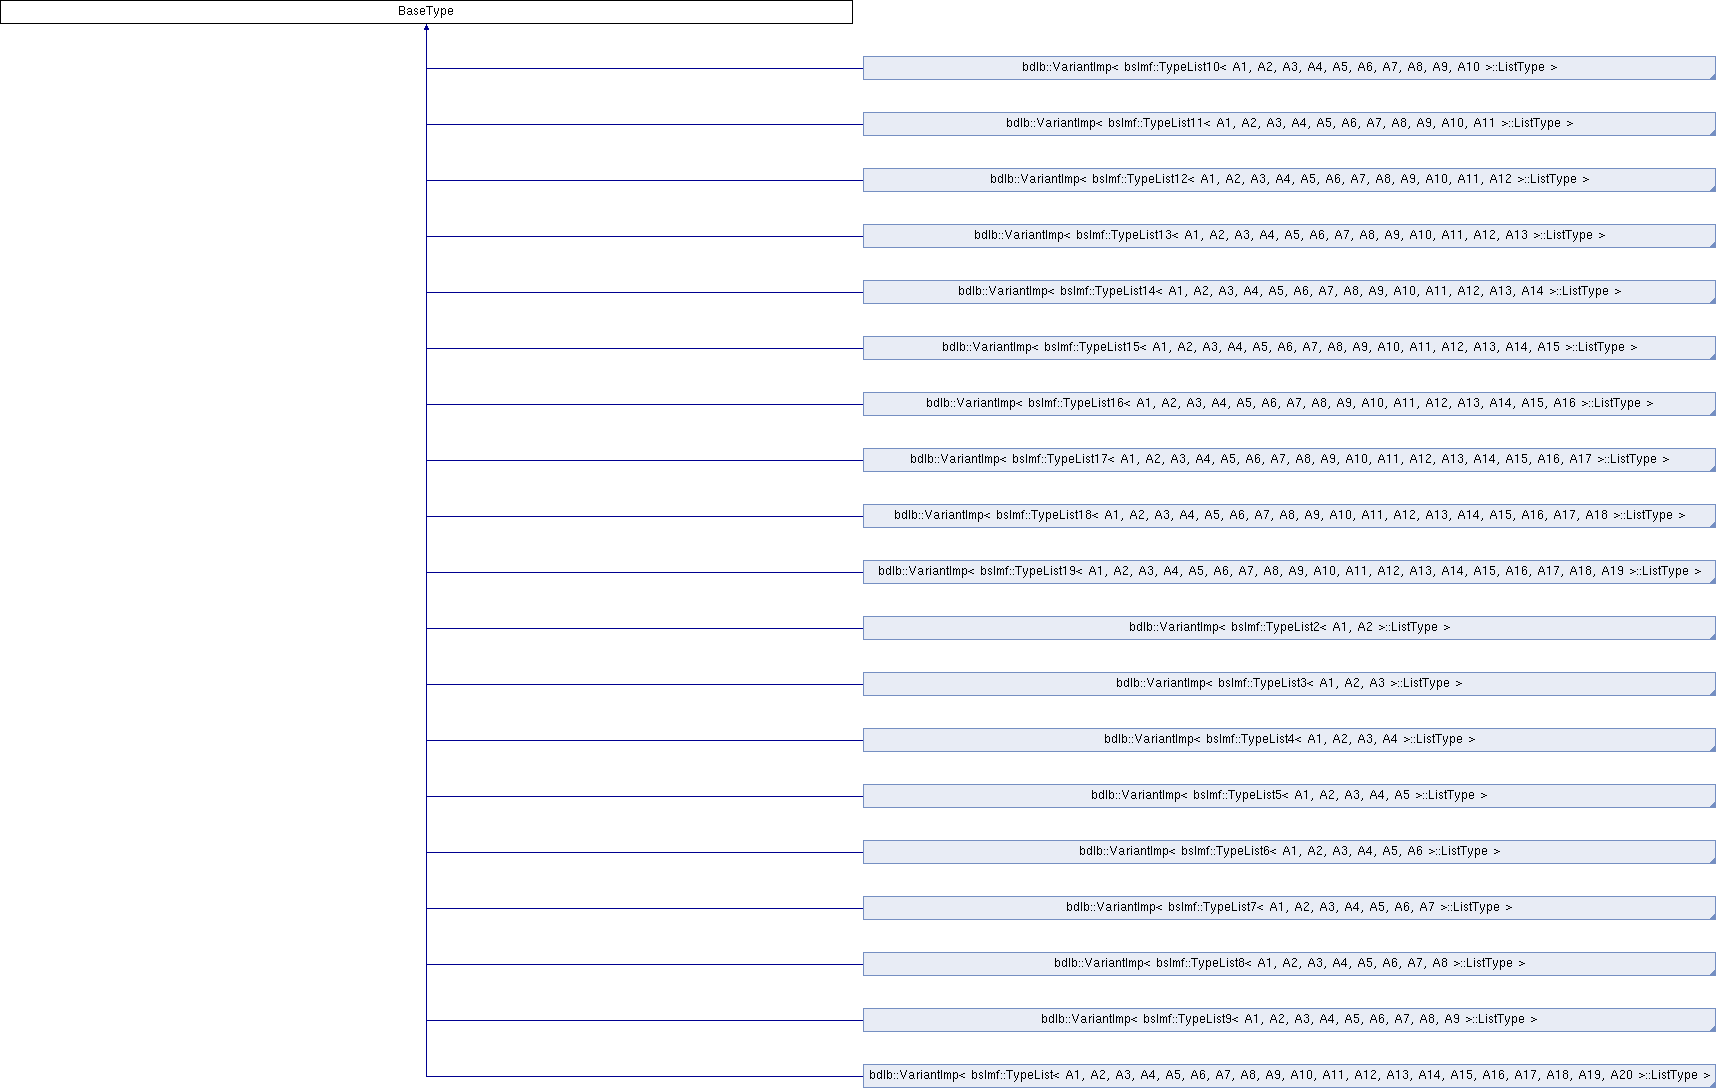 BaseType
bdlb::VariantImp< bslmf::TypeList10< A1, A2, A3, A4, A5, A6, A7, A8, A9, A10 >::ListType >
bdlb::VariantImp< bslmf::TypeList11< A1, A2, A3, A4, A5, A6, A7, A8, A9, A10, A11 >::ListType >
bdlb::VariantImp< bslmf::TypeList12< A1, A2, A3, A4, A5, A6, A7, A8, A9, A10, A11, A12 >::ListType >
bdlb::VariantImp< bslmf::TypeList13< A1, A2, A3, A4, A5, A6, A7, A8, A9, A10, A11, A12, A13 >::ListType >
bdlb::VariantImp< bslmf::TypeList14< A1, A2, A3, A4, A5, A6, A7, A8, A9, A10, A11, A12, A13, A14 >::ListType >
bdlb::VariantImp< bslmf::TypeList15< A1, A2, A3, A4, A5, A6, A7, A8, A9, A10, A11, A12, A13, A14, A15 >::ListType >
bdlb::VariantImp< bslmf::TypeList16< A1, A2, A3, A4, A5, A6, A7, A8, A9, A10, A11, A12, A13, A14, A15, A16 >::ListType >
bdlb::VariantImp< bslmf::TypeList17< A1, A2, A3, A4, A5, A6, A7, A8, A9, A10, A11, A12, A13, A14, A15, A16, A17 >::ListType >
bdlb::VariantImp< bslmf::TypeList18< A1, A2, A3, A4, A5, A6, A7, A8, A9, A10, A11, A12, A13, A14, A15, A16, A17, A18 >::ListType >
bdlb::VariantImp< bslmf::TypeList19< A1, A2, A3, A4, A5, A6, A7, A8, A9, A10, A11, A12, A13, A14, A15, A16, A17, A18, A19 >::ListType >
bdlb::VariantImp< bslmf::TypeList2< A1, A2 >::ListType >
bdlb::VariantImp< bslmf::TypeList3< A1, A2, A3 >::ListType >
bdlb::VariantImp< bslmf::TypeList4< A1, A2, A3, A4 >::ListType >
bdlb::VariantImp< bslmf::TypeList5< A1, A2, A3, A4, A5 >::ListType >
bdlb::VariantImp< bslmf::TypeList6< A1, A2, A3, A4, A5, A6 >::ListType >
bdlb::VariantImp< bslmf::TypeList7< A1, A2, A3, A4, A5, A6, A7 >::ListType >
bdlb::VariantImp< bslmf::TypeList8< A1, A2, A3, A4, A5, A6, A7, A8 >::ListType >
bdlb::VariantImp< bslmf::TypeList9< A1, A2, A3, A4, A5, A6, A7, A8, A9 >::ListType >
bdlb::VariantImp< bslmf::TypeList< A1, A2, A3, A4, A5, A6, A7, A8, A9, A10, A11, A12, A13, A14, A15, A16, A17, A18, A19, A20 >::ListType >